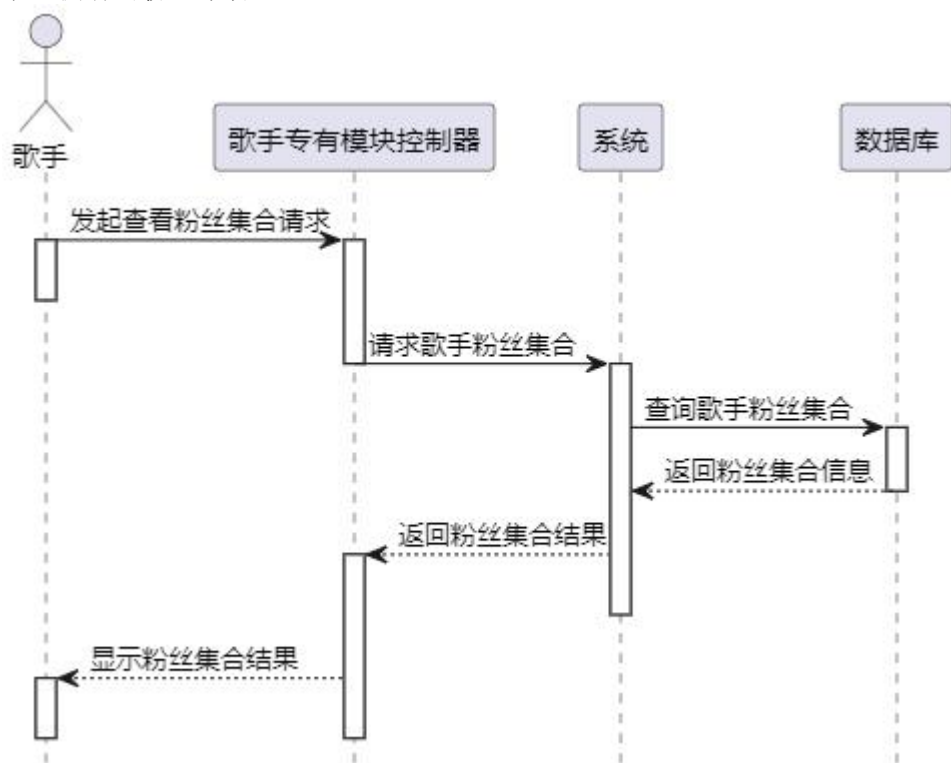 歌手
歌手专有模块控制器
系统
数据库
发起查看粉丝集合请求
请求歌手粉丝集合
查询歌手粉丝集合
返回粉丝集合信息
返回粉丝集合结果
显示粉丝集合结果